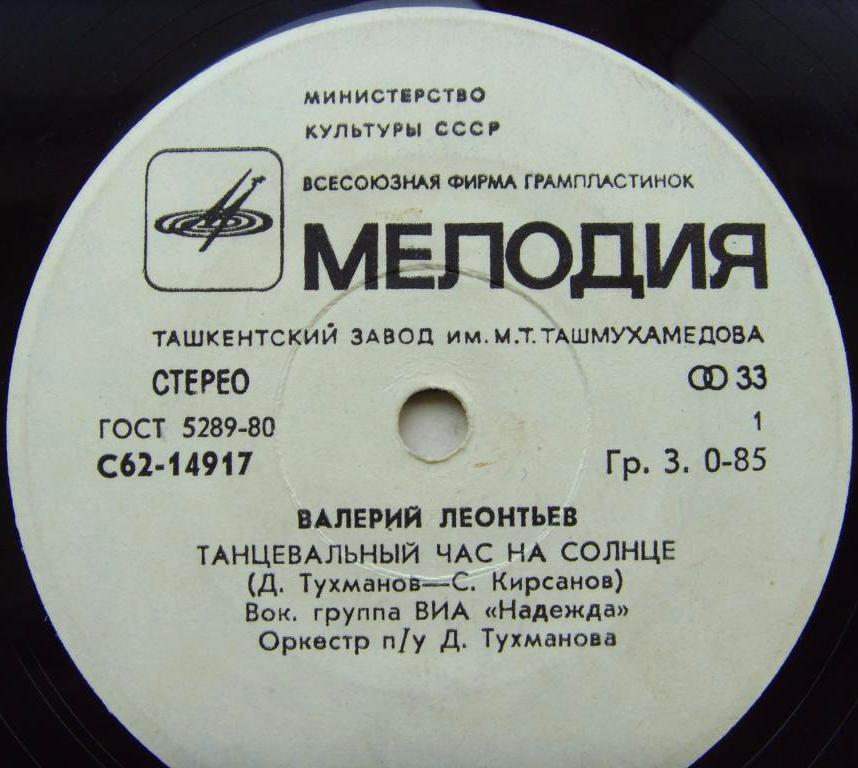 МИНИСТЕРСТВО
КУЛЬТУРЫ СССР
ВСЕСОЮЗНАЯ ФИРМА ГРАМПЛАСТИНОК
МЕЛОДИЯ
ТАШКЕНТСКИЙ ЗАВОД ИМ. М.Т. ТАШМУХАМЕДОВА
СТЕРЕО 33
ГОСТ 5289-80 1
С62-14917 Гр. 3. 0-85
ВАЛЕРИЙ ЛЕОНТЬЕВ
ТАНЦЕВАЛЬНЫЙ ЧАС НА СОЛНЦЕ
(Д. Тухманов—С. Кирсанов)
Вок. группа ВИА «Надежда»
Оркестр п/у Д. Тухманова